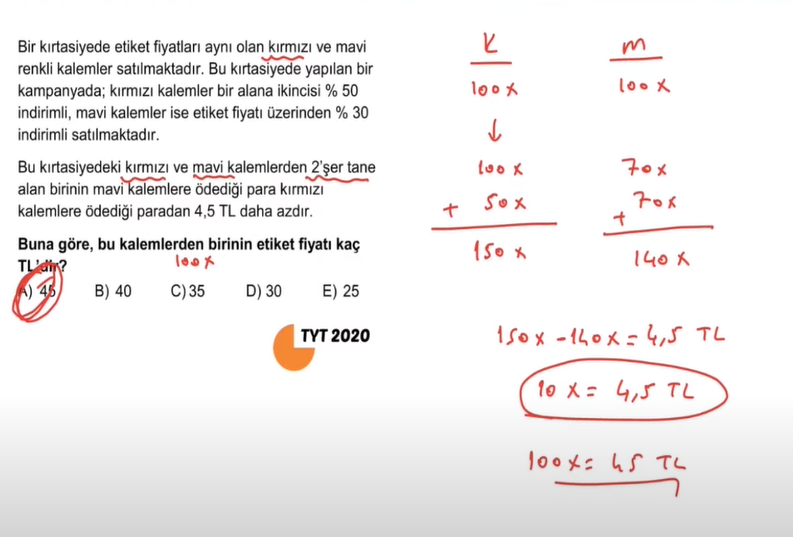 Bir kırtasiyede etiket fiyatları aynı olan kırmızı ve mavi
renkli kalemler satılmaktadır. Bu kırtasiyede yapılan bir
kampanyada; kırmızı kalemler bir alana ikincisi % 50
indirimli, mavi kalemler ise etiket fiyatı üzerinden % 30
indirimli satılmaktadır.
Bu kırtasiyedeki kırmızı ve mavi kalemlerden 2'şer tane
alan birinin mavi kalemlere ödediği para kırmızı
kalemlere ödediği paradan 4,5 TL daha azdır.
Buna göre, bu kalemlerden birinin etiket fiyatı kaç
TL'dir?
100x
A) 45 B) 40 C) 35 D) 30 E) 25
TYT 2020
K m
100x 100x
↓
100x 70x
+ 50x + 70x
150x 140x
150x - 140x = 4,5 TL
10x = 4,5 TL
100x = 45 TL